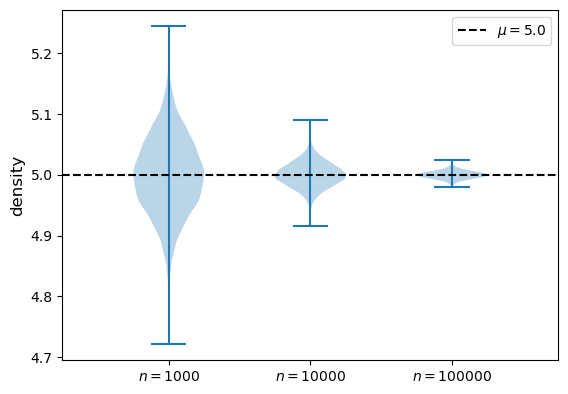 μ = 5.0
5.2
5.1
5.0
4.9
4.8
4.7
density
n = 1000
n = 10000
n = 100000